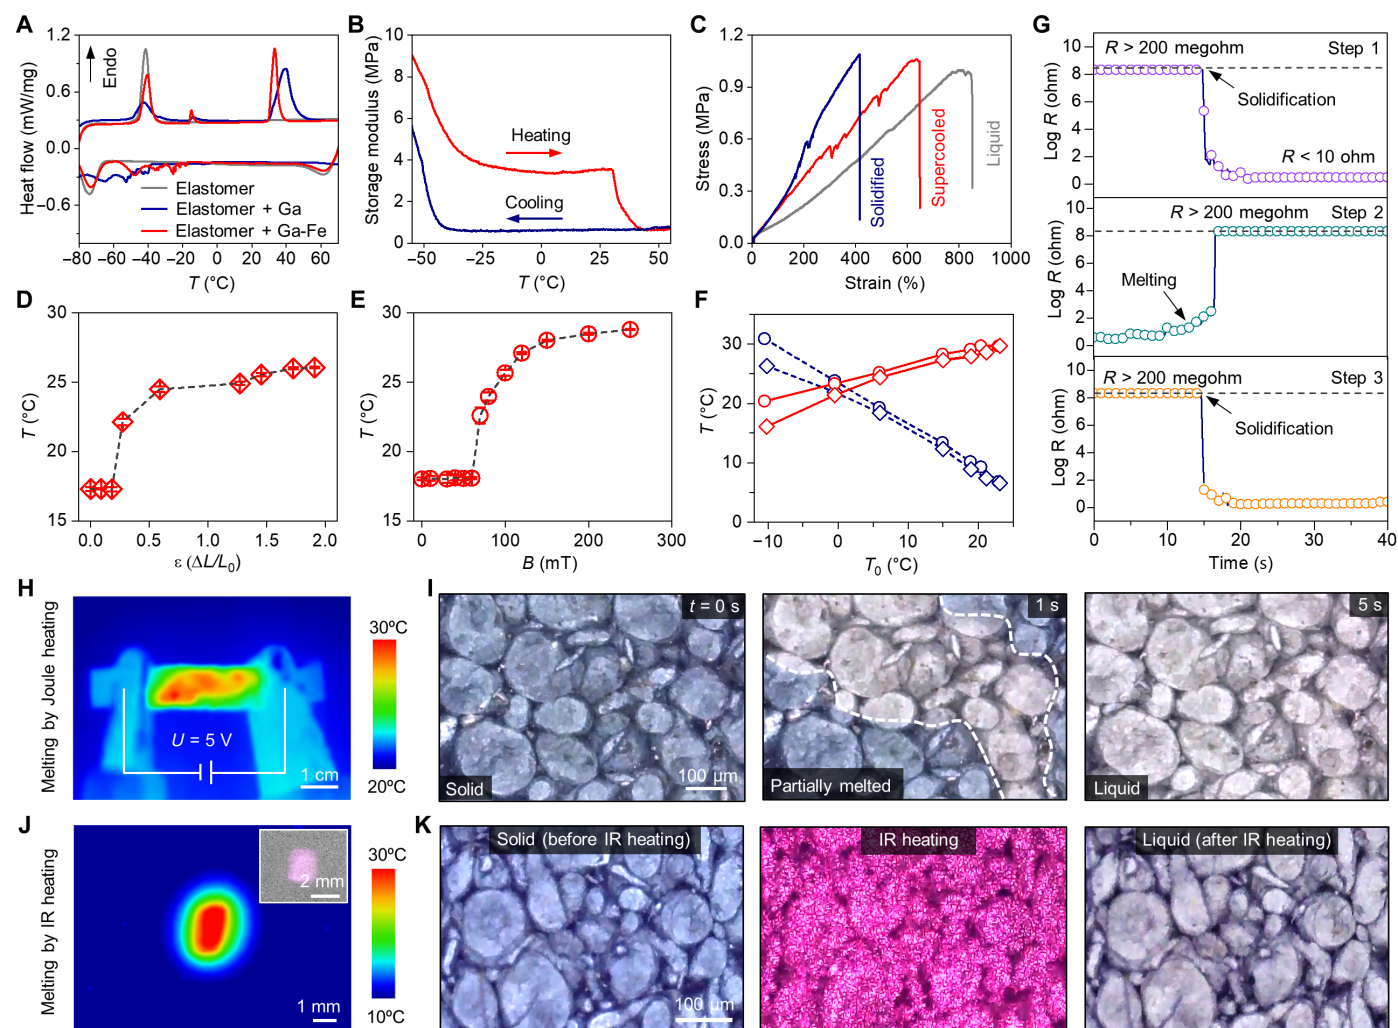 A
1.2
0.6
0.0
−0.6
Heat flow (mW/mg)
Endo
Elastomer
Elastomer + Ga
Elastomer + Ga-Fe
−80 −60 −40 −20 0 20 40 60
T (°C)
B
10
8
6
4
2
0
Storage modulus (MPa)
Heating
Cooling
−50 −25 0 25 50
T (°C)
C
1.2
0.9
0.6
0.3
0.0
Stress (MPa)
Solidified
Supercooled
Liquid
0 200 400 600 800 1000
Strain (%)
G
10
8
6
4
2
0
Log R (ohm)
R > 200 megohm
Step 1
Solidification
R < 10 ohm
10
8
6
4
2
0
Log R (ohm)
R > 200 megohm
Step 2
Melting
10
8
6
4
2
0
Log R (ohm)
R > 200 megohm
Step 3
Solidification
0 10 20 30 40
Time (s)
D
30
25
20
15
T (°C)
0.0 0.5 1.0 1.5 2.0
ε (ΔL/L0)
E
30
25
20
15
T (°C)
0 100 200 300
B (mT)
F
30
20
10
0
T (°C)
−10 0 10 20
T0 (°C)
H
Melting by Joule heating
U = 5 V
1 cm
30ºC
20ºC
I
t = 0 s
Solid
100 µm
1 s
Partially melted
5 s
Liquid
J
Melting by IR heating
2 mm
1 mm
30ºC
10ºC
K
Solid (before IR heating)
100 µm
IR heating
Liquid (after IR heating)